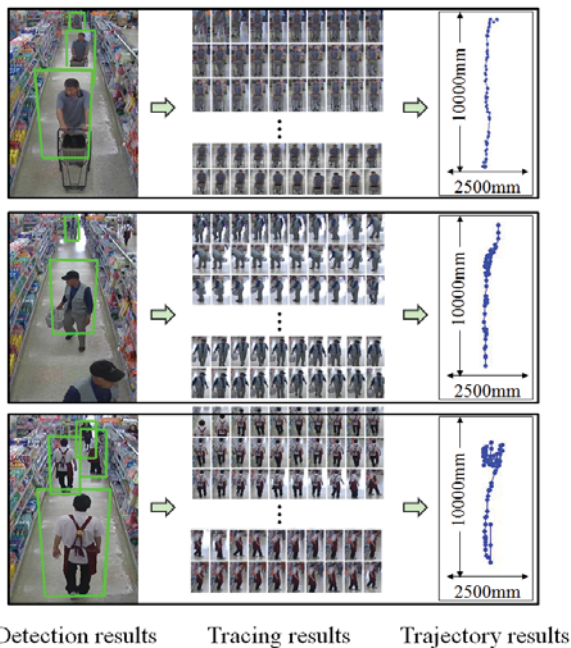 10000mm
2500mm
10000mm
2500mm
10000mm
2500mm
Detection results Tracing results Trajectory results